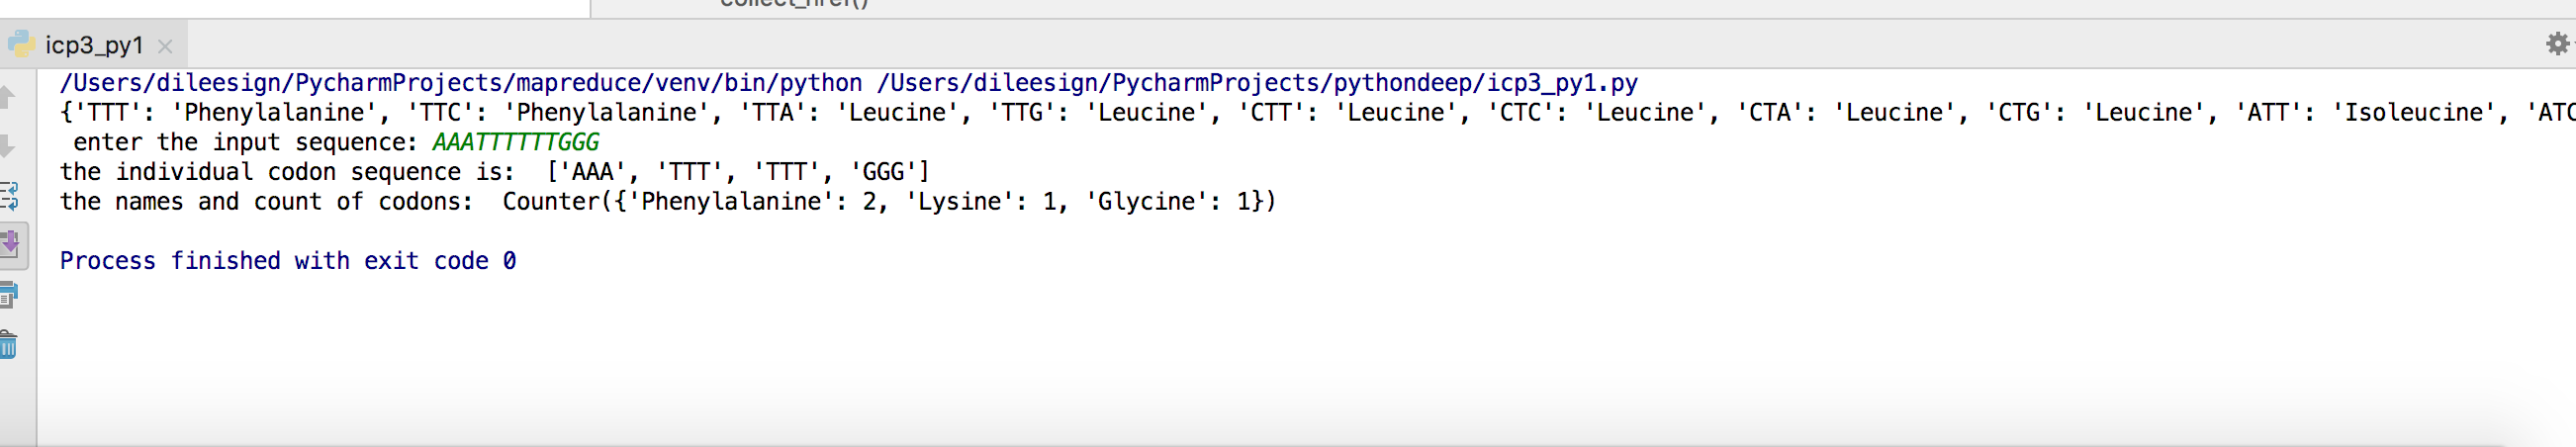 collect_href()
icp3_py1
/Users/dileesign/PycharmProjects/mapreduce/venv/bin/python /Users/dileesign/PycharmProjects/pythondeep/icp3_py1.py
{'TTT': 'Phenylalanine', 'TTC': 'Phenylalanine', 'TTA': 'Leucine', 'TTG': 'Leucine', 'CTT': 'Leucine', 'CTC': 'Leucine', 'CTA': 'Leucine', 'CTG': 'Leucine', 'ATT': 'Isoleucine', 'ATC
enter the input sequence: AAATTTTTTGGG
the individual codon sequence is:  ['AAA', 'TTT', 'TTT', 'GGG']
the names and count of codons:  Counter({'Phenylalanine': 2, 'Lysine': 1, 'Glycine': 1})
Process finished with exit code 0